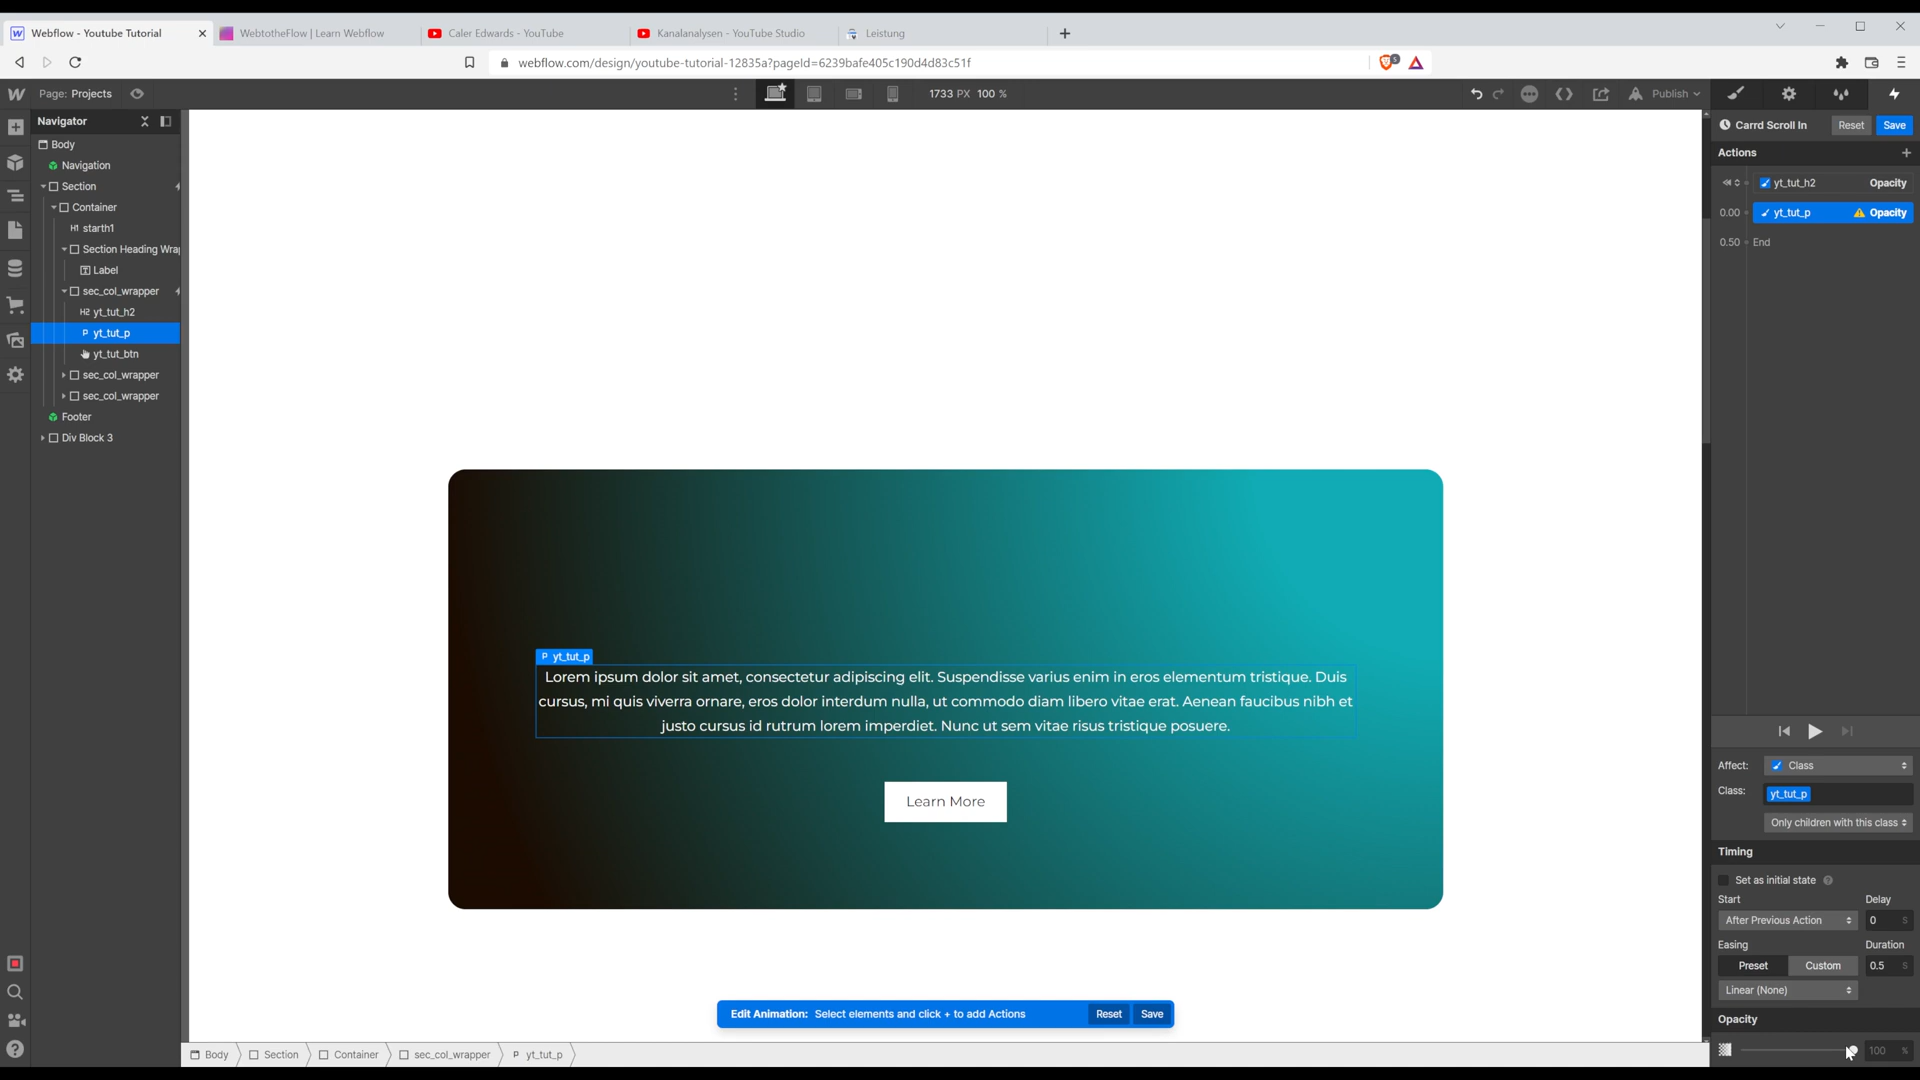 Webflow - Youtube Tutorial
WebtotheFlow | Learn Webflow
Caler Edwards - YouTube
Kanalanalysen - YouTube Studio
Leistung
webflow.com/design/youtube-tutorial-12835a?pageId=6239bafe405c190d4d83c51f
5
W
Page: Projects
1733 PX 100 %
Publish
Navigator
Carrd Scroll In
Reset
Save
Body
Navigation
Section
Container
H1 starth1
Section Heading Wrap
Label
sec_col_wrapper
H2 yt_tut_h2
P yt_tut_p
yt_tut_btn
sec_col_wrapper
sec_col_wrapper
Footer
Div Block 3
Actions
yt_tut_h2 Opacity
0.00 yt_tut_p Opacity
0.50 End
P yt_tut_p
Lorem ipsum dolor sit amet, consectetur adipiscing elit. Suspendisse varius enim in eros elementum tristique. Duis
cursus, mi quis viverra ornare, eros dolor interdum nulla, ut commodo diam libero vitae erat. Aenean faucibus nibh et
justo cursus id rutrum lorem imperdiet. Nunc ut sem vitae risus tristique posuere.
Learn More
Affect: Class
Class: yt_tut_p
Only children with this class
Timing
Set as initial state ?
Start Delay
After Previous Action 0 S
Easing Duration
Preset Custom 0.5 S
Linear (None)
Opacity
100 %
Edit Animation: Select elements and click + to add Actions Reset Save
Body Section Container sec_col_wrapper P yt_tut_p